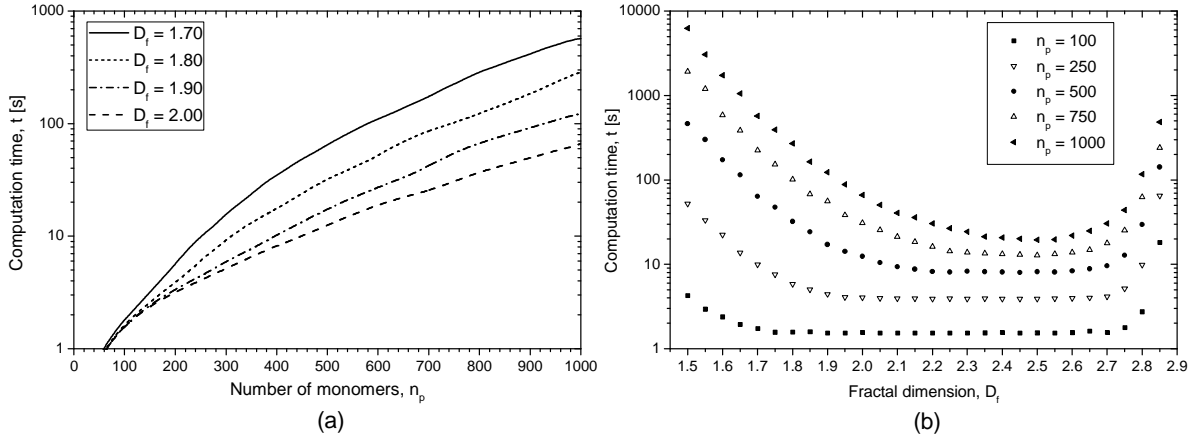 1000
100
10
1
Computation time, t [s]
D_f = 1.70
D_f = 1.80
D_f = 1.90
D_f = 2.00
0 100 200 300 400 500 600 700 800 900 1000
Number of monomers, n_p
(a)
10000
1000
100
10
1
Computation time, t [s]
n_p = 100
n_p = 250
n_p = 500
n_p = 750
n_p = 1000
1.5 1.6 1.7 1.8 1.9 2.0 2.1 2.2 2.3 2.4 2.5 2.6 2.7 2.8 2.9
Fractal dimension, D_f
(b)